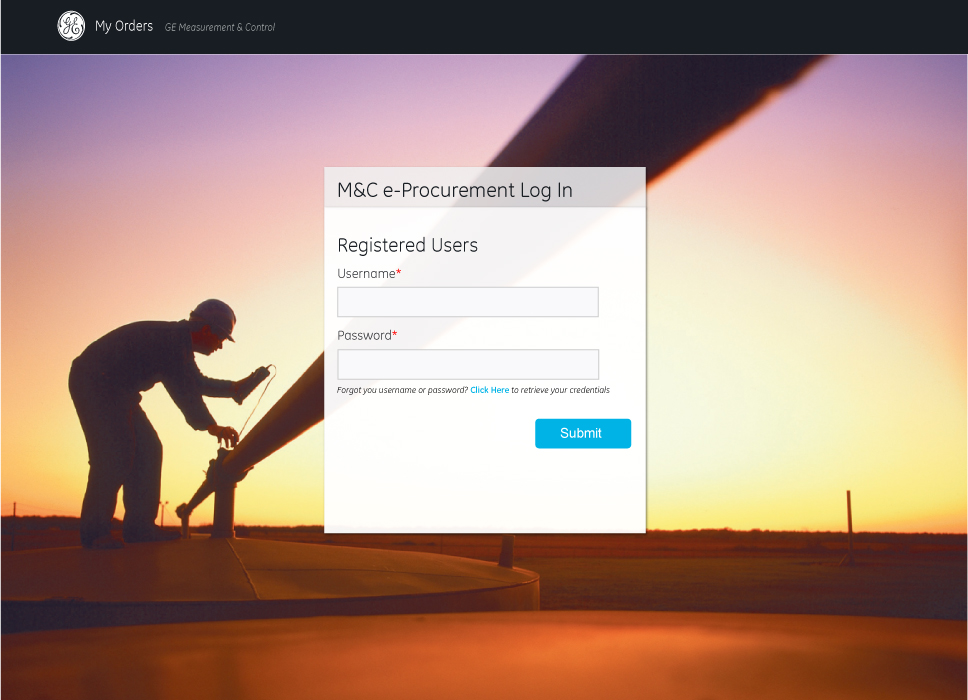 GE My Orders GE Measurement & Control
M&C e-Procurement Log In
Registered Users
Username*
Password*
Forgot you username or password? Click Here to retrieve your credentials
Submit